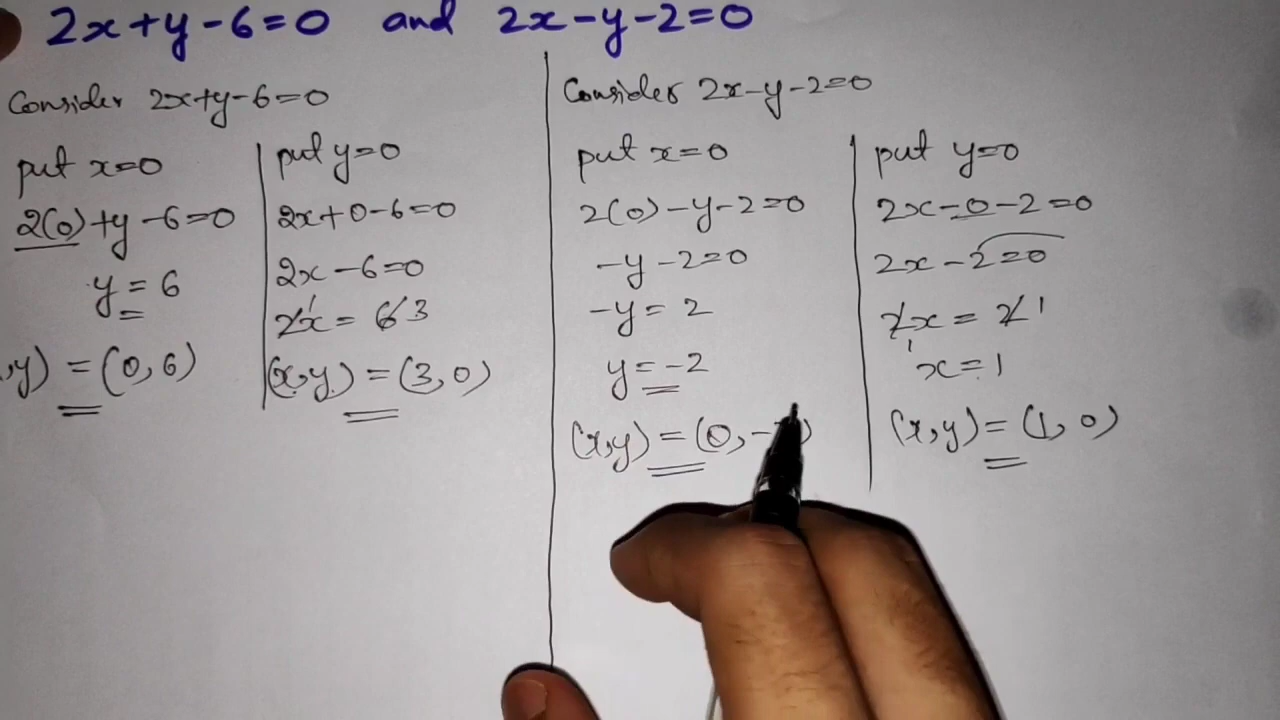 2x+y-6=0 and 2x-y-2=0
Consider 2x+y-6=0
put x=0
2(0)+y-6=0
y=6
,y)=(0,6)
put y=0
2x+0-6=0
2x-6=0
2x=6 3
(x,y)=(3,0)
Consider 2x-y-2=0
put x=0
2(0)-y-2=0
-y-2=0
-y=2
y=-2
(x,y)=(0,-
put y=0
2x-0-2=0
2x-2=0
2x=2 1
x=1
(x,y)=(1,0)